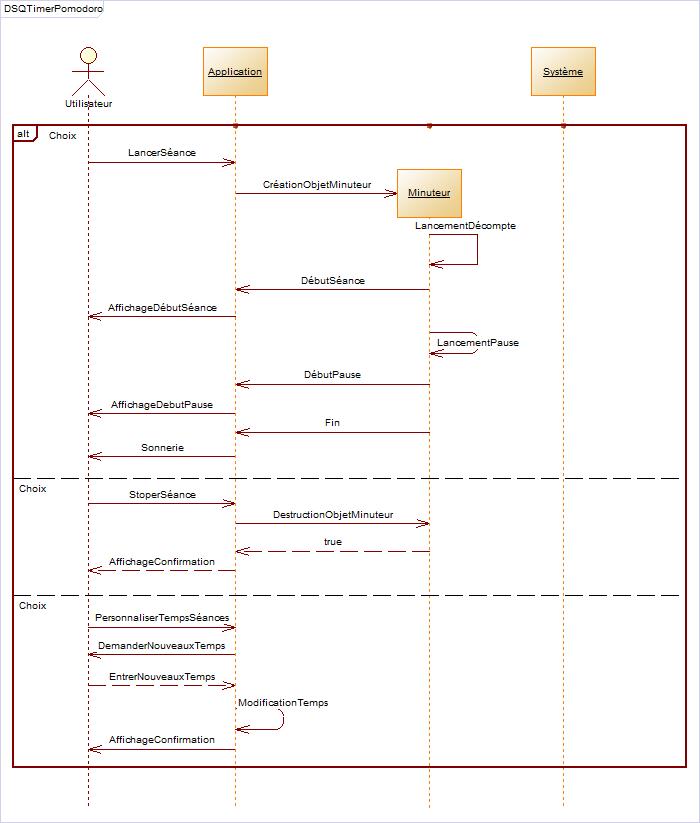 DSQTimerPomodoro
Application
Système
Utilisateur
alt
Choix
LancerSéance
CréationObjetMinuteur
Minuteur
LancementDécompte
DébutSéance
AffichageDébutSéance
LancementPause
DébutPause
AffichageDebutPause
Fin
Sonnerie
Choix
StoperSéance
DestructionObjetMinuteur
true
AffichageConfirmation
Choix
PersonnaliserTempsSéances
DemanderNouveauxTemps
EntrerNouveauxTemps
ModificationTemps
AffichageConfirmation